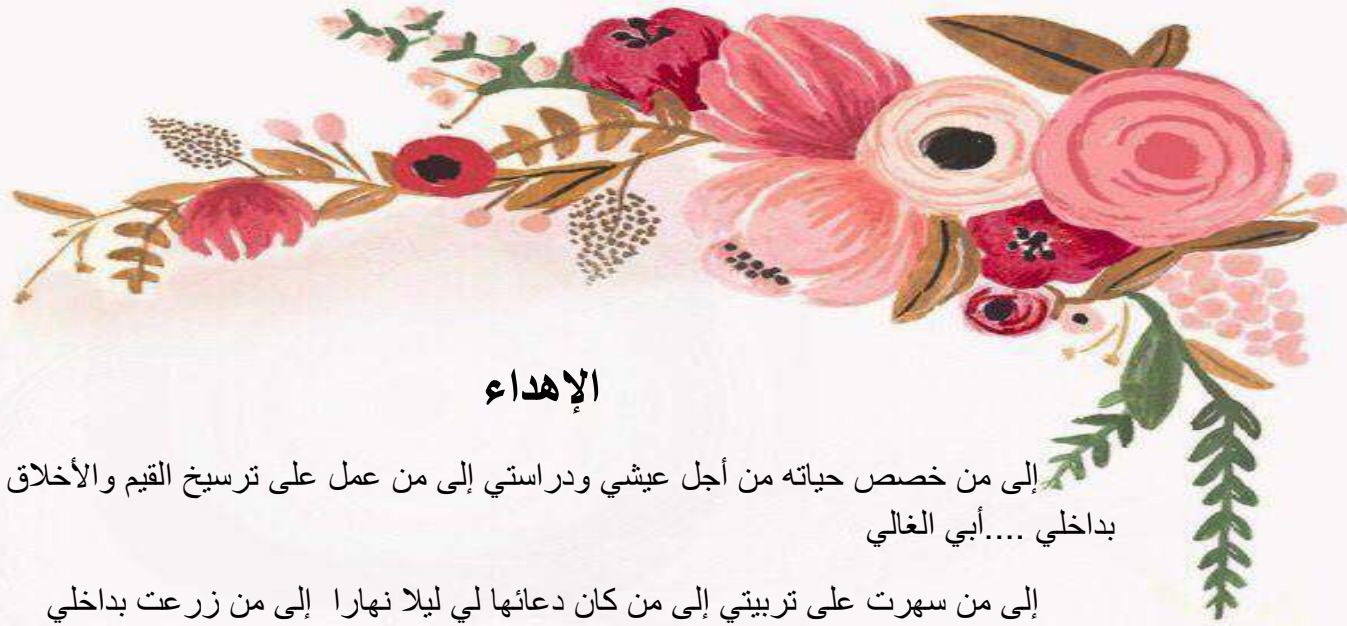 الإهداء
إلى من خصص حياته من أجل عيشي ودراستي إلى من عمل على ترسيخ القيم والأخلاق
بداخلي ....أبي الغالي
إلى من سهرت على تربيتي إلى من كان دعائها لي ليلا نهارا إلى من زرعت بداخلي